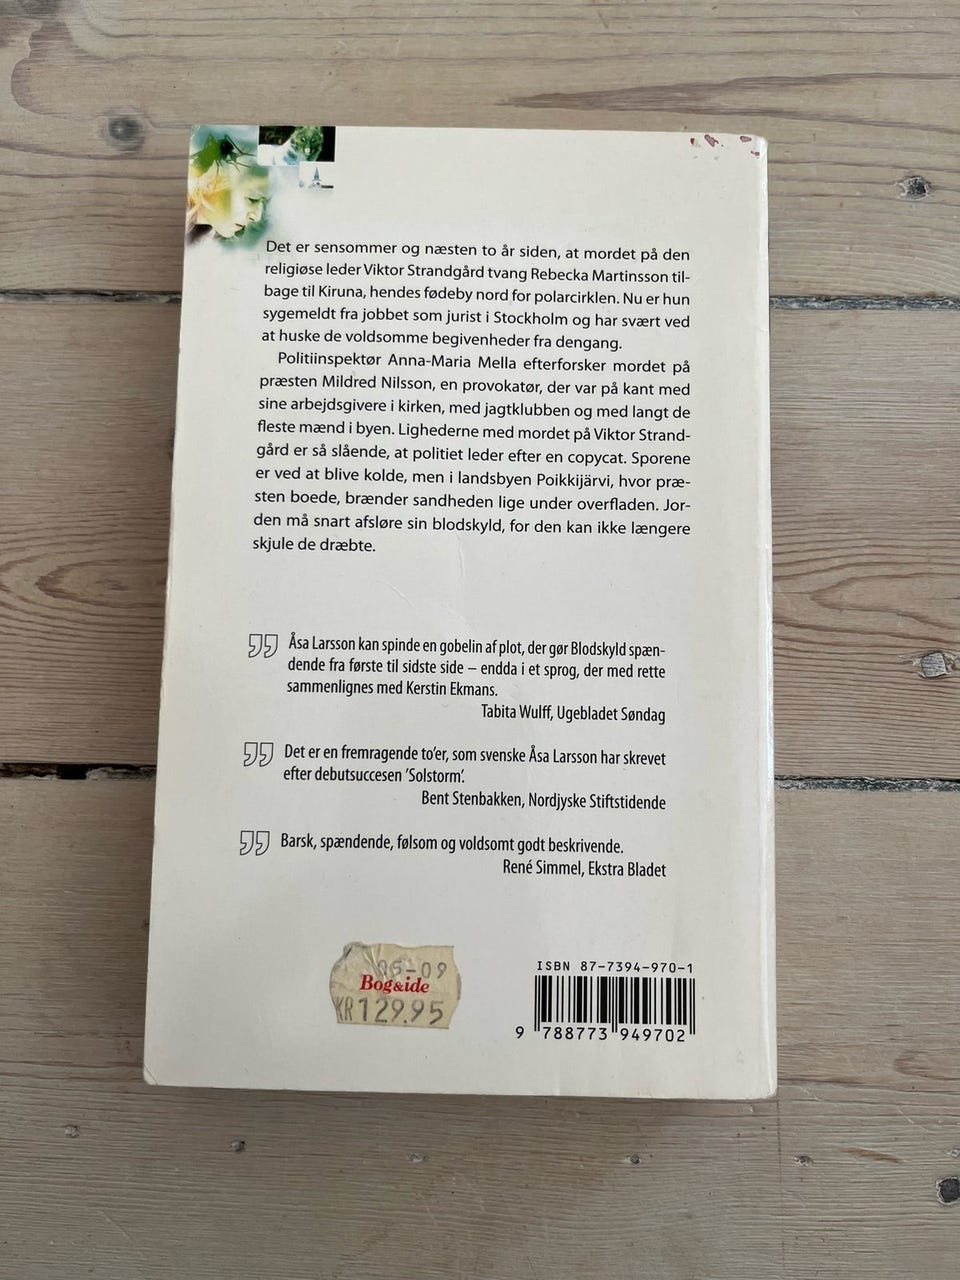 Det er sensommer og næsten to år siden, at mordet på den
religiøse leder Viktor Strandgård tvang Rebecka Martinsson til-
bage til Kiruna, hendes fødeby nord for polarcirklen. Nu er hun
sygemeldt fra jobbet som jurist i Stockholm og har svært ved
at huske de voldsomme begivenheder fra dengang.
Politiinspektør Anna-Maria Mella efterforsker mordet på
præsten Mildred Nilsson, en provokatør, der var på kant med
sine arbejdsgivere i kirken, med jagtklubben og med langt de
fleste mænd i byen. Lighederne med mordet på Viktor Strand-
gård er så slående, at politiet leder efter en copycat. Sporene
er ved at blive kolde, men i landsbyen Poikkijärvi, hvor præ-
sten boede, brænder sandheden lige under overfladen. Jor-
den må snart afsløre sin blodskyld, for den kan ikke længere
skjule de dræbte.
Åsa Larsson kan spinde en gobelin af plot, der gør Blodskyld spæn-
dende fra første til sidste side – endda i et sprog, der med rette
sammenlignes med Kerstin Ekmans.
Tabita Wulff, Ugebladet Søndag
Det er en fremragende to'er, som svenske Åsa Larsson har skrevet
efter debutsuccesen 'Solstorm'.
Bent Stenbakken, Nordjyske Stiftstidende
Barsk, spændende, følsom og voldsomt godt beskrivende.
René Simmel, Ekstra Bladet
06-09
Bog&ide
KR 129.95
ISBN 87-7394-970-1
9 788773 949702